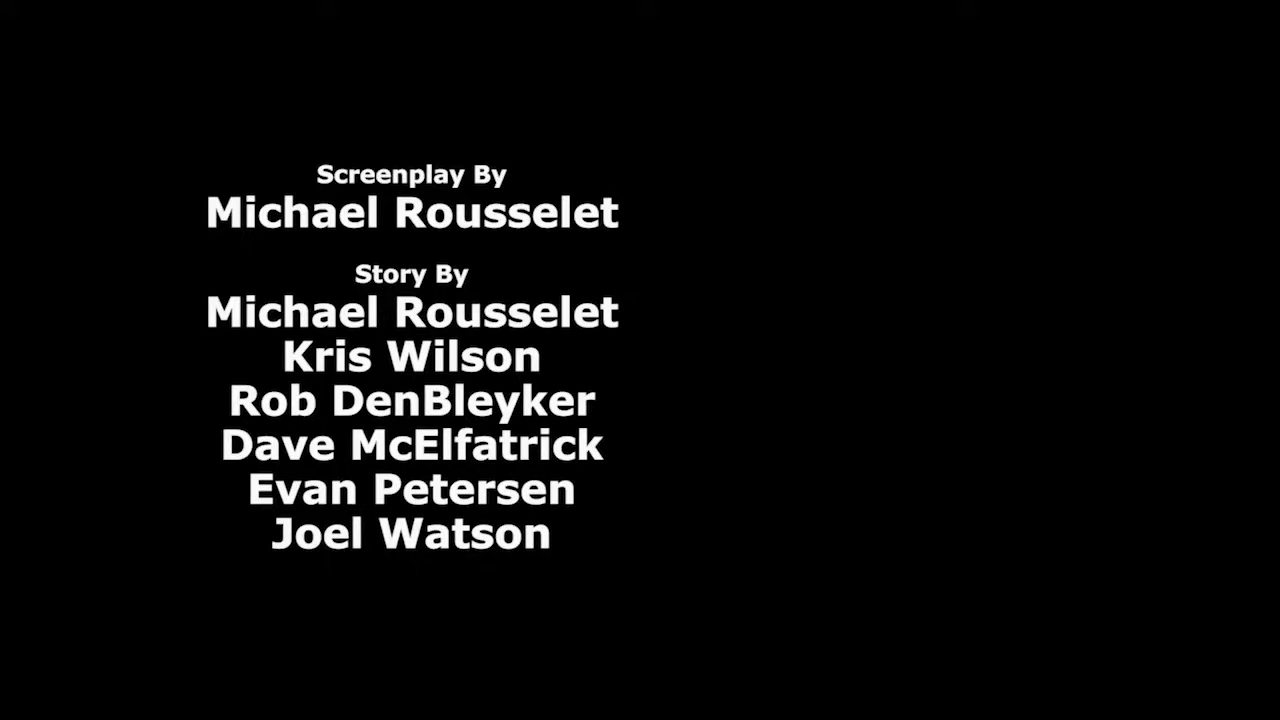 Screenplay By
Michael Rousselet
Story By
Michael Rousselet
Kris Wilson
Rob DenBleyker
Dave McElfatrick
Evan Petersen
Joel Watson